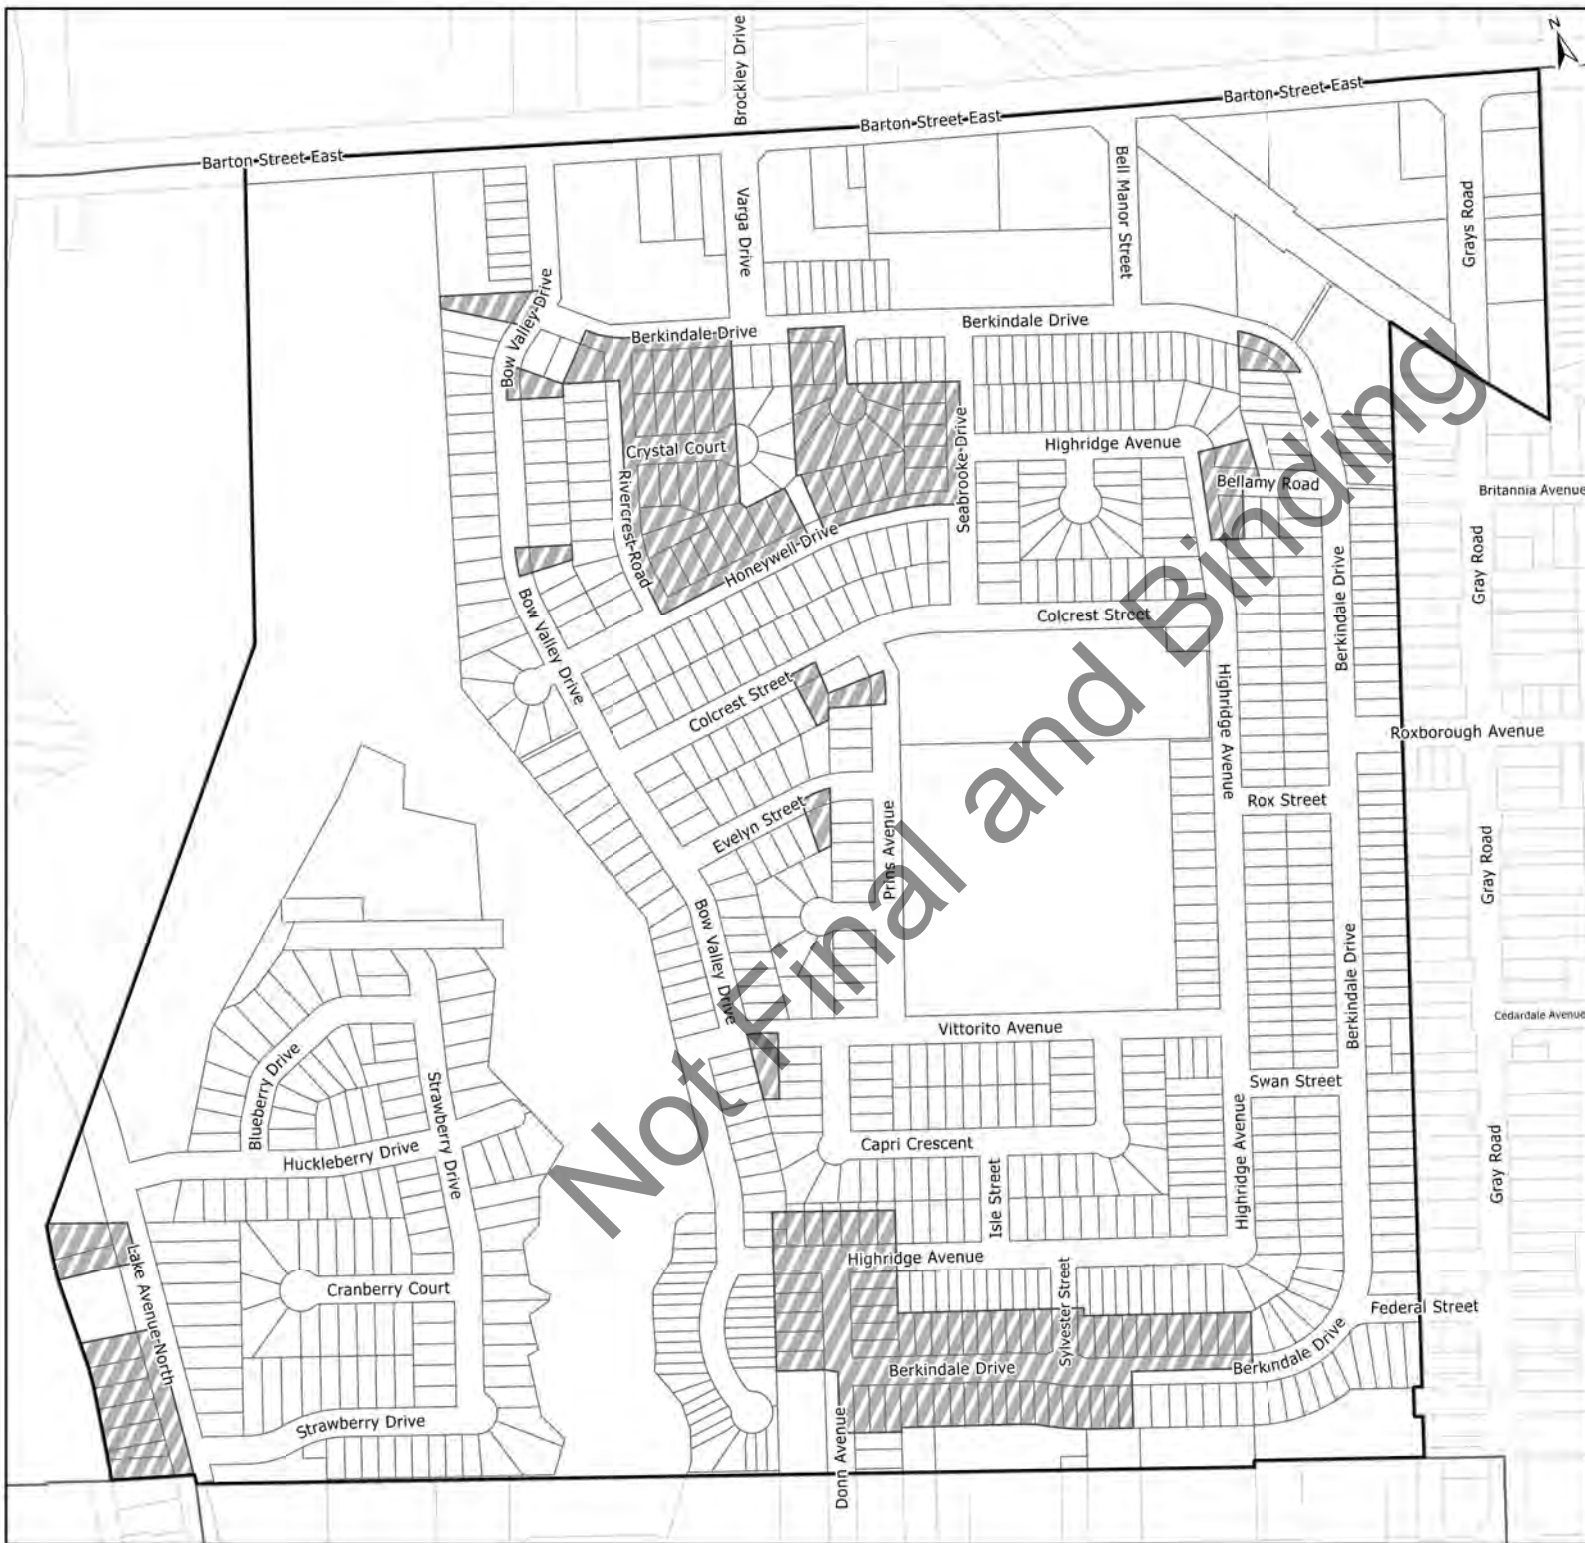 Brockley Drive
N
Barton Street East
Barton Street East
Barton Street East
Bell Manor Street
Varga Drive
Grays Road
Bow Valley Drive
Berkindale Drive
Berkindale Drive
Bow Valley Drive
Crystal Court
Seabrooke Drive
Highridge Avenue
Bellamy Road
Britannia Avenue
Rivercrest Road
Honeywell Drive
Gray Road
Berkindale Drive
Bow Valley Drive
Colcrest Street
Colcrest Street
Highridge Avenue
Roxborough Avenue
Rox Street
Evelyn Street
Prins Avenue
Gray Road
Bow Valley Drive
Berkindale Drive
Vittorito Avenue
Cedardale Avenue
Blueberry Drive
Strawberry Drive
Swan Street
Huckleberry Drive
Capri Crescent
Highridge Avenue
Gray Road
Isle Street
Lake Avenue North
Highridge Avenue
Cranberry Court
Sylvester Street
Federal Street
Berkindale Drive
Berkindale Drive
Strawberry Drive
Donn Avenue
Not Final and Binding